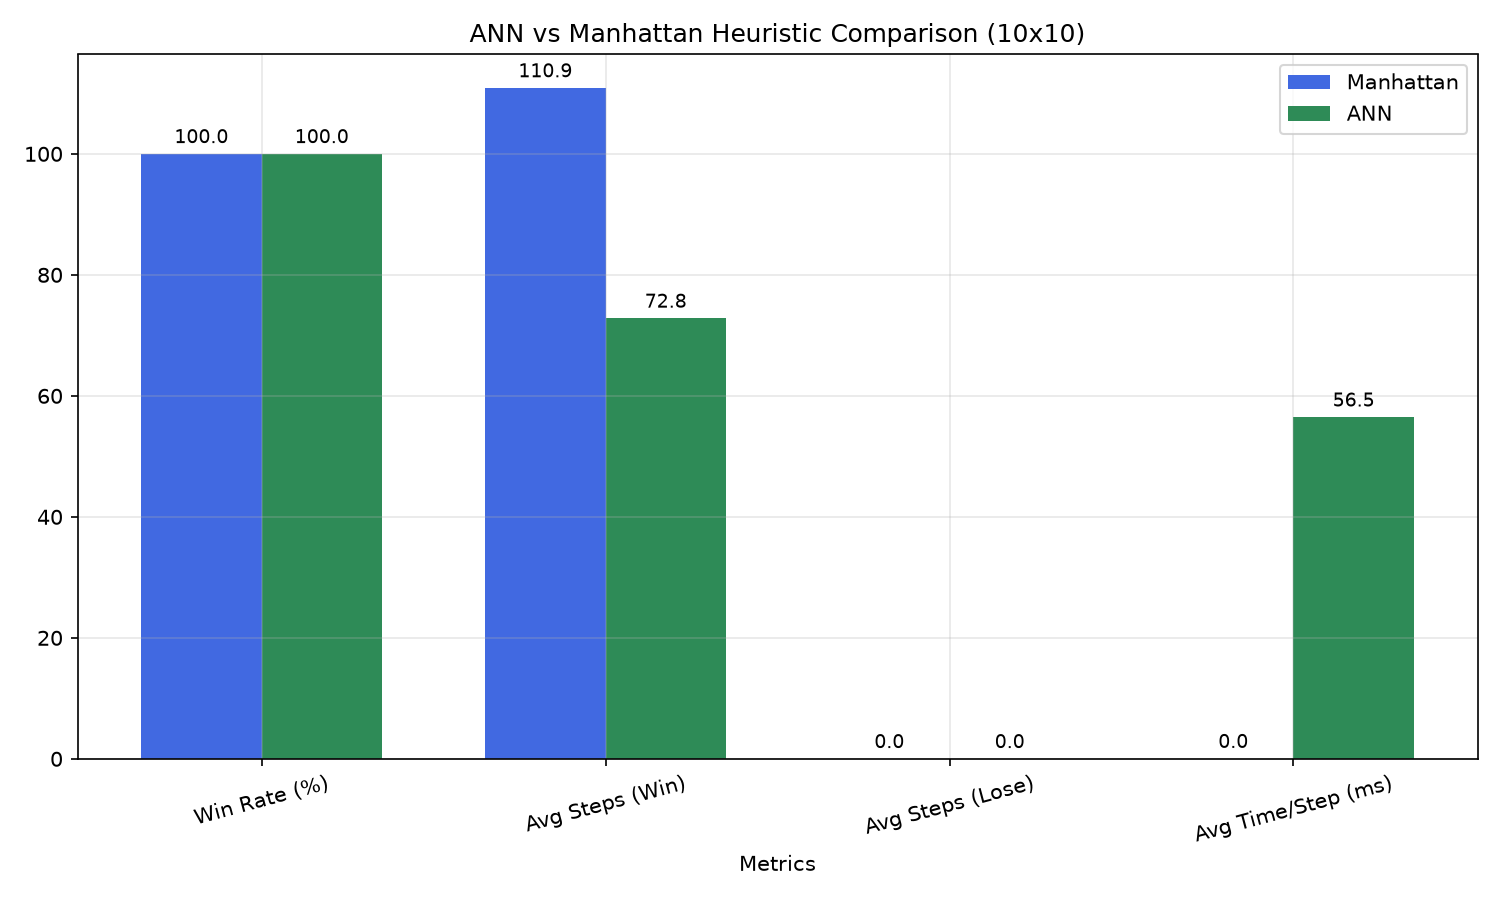 ANN vs Manhattan Heuristic Comparison (10x10)
Manhattan
ANN
110.9
100.0
100.0
72.8
56.5
0.0
0.0
0.0
100
80
60
40
20
0
Win Rate (%)
Avg Steps (Win)
Avg Steps (Lose)
Avg Time/Step (ms)
Metrics